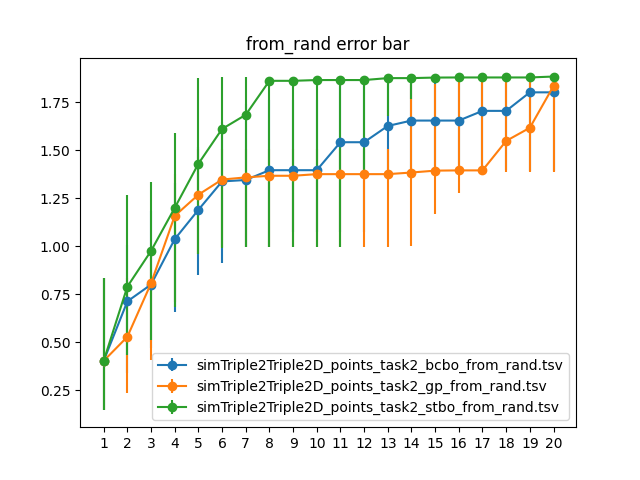 from_rand error bar
1.75
1.50
1.25
1.00
0.75
0.50
0.25
simTriple2Triple2D_points_task2_bcbo_from_rand.tsv
simTriple2Triple2D_points_task2_gp_from_rand.tsv
simTriple2Triple2D_points_task2_stbo_from_rand.tsv
1 2 3 4 5 6 7 8 9 10 11 12 13 14 15 16 17 18 19 20